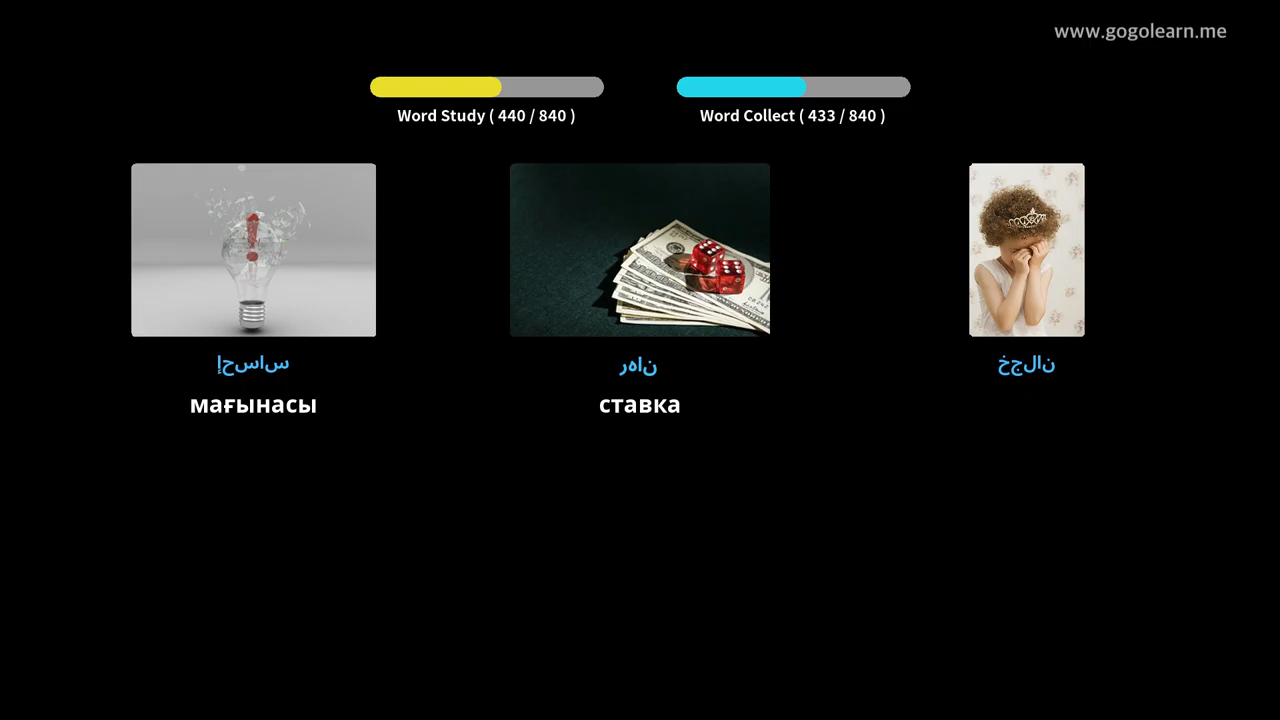 www.gogolearn.me
Word Study ( 440 / 840 )
Word Collect ( 433 / 840 )
إحساس
رهان
خجلان
мағынасы
ставка